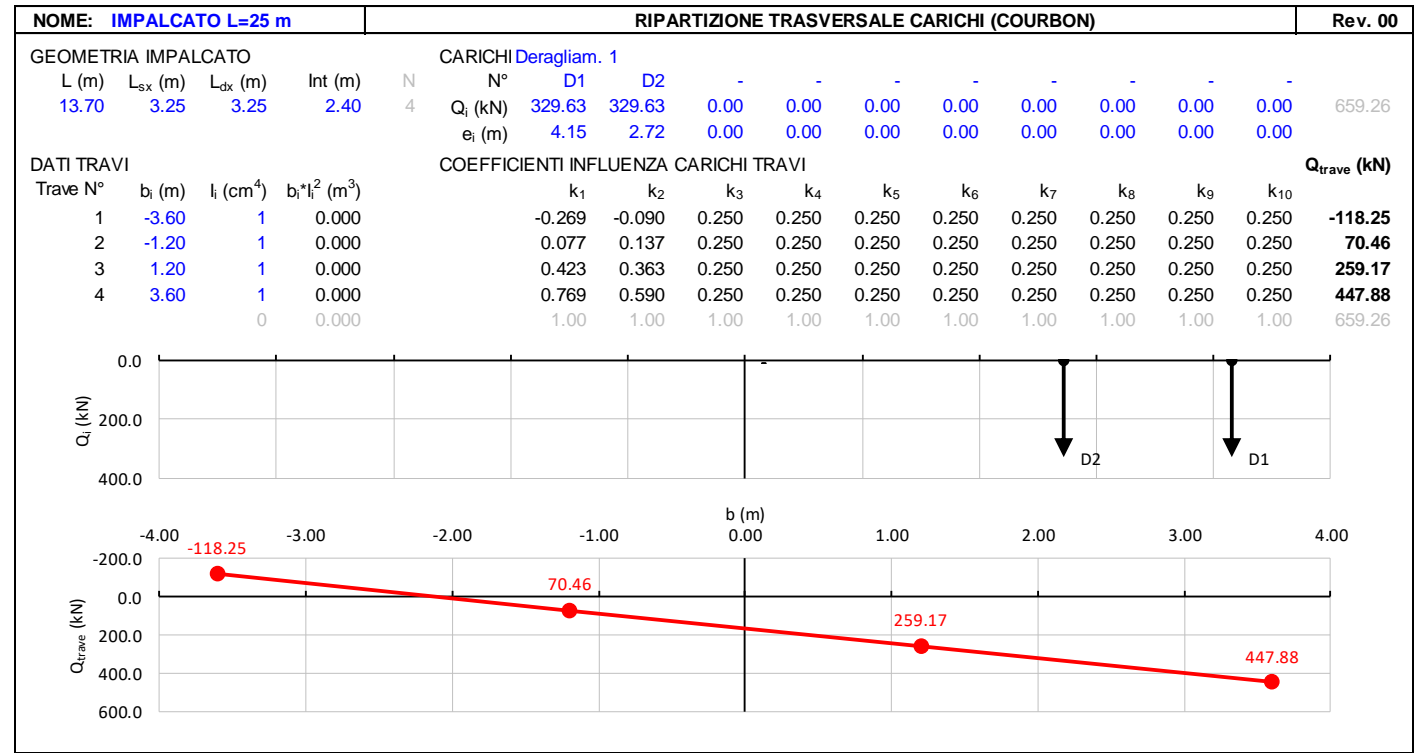 NOME: IMPALCATO L=25 m RIPARTIZIONE TRASVERSALE CARICHI (COURBON) Rev. 00
GEOMETRIA IMPALCATO CARICHI Deragliam. 1
L (m) Lsx (m) Ldx (m) Int (m) N N° D1 D2 - - - - - - - -
13.70 3.25 3.25 2.40 4 Qi (kN) 329.63 329.63 0.00 0.00 0.00 0.00 0.00 0.00 0.00 0.00 659.26
ei (m) 4.15 2.72 0.00 0.00 0.00 0.00 0.00 0.00 0.00 0.00
DATI TRAVI COEFFICIENTI INFLUENZA CARICHI TRAVI Qtrave (kN)
Trave N° bi (m) Ii (cm4) bi*Ii2 (m3) k1 k2 k3 k4 k5 k6 k7 k8 k9 k10
1 -3.60 1 0.000 -0.269 -0.090 0.250 0.250 0.250 0.250 0.250 0.250 0.250 0.250 -118.25
2 -1.20 1 0.000 0.077 0.137 0.250 0.250 0.250 0.250 0.250 0.250 0.250 0.250 70.46
3 1.20 1 0.000 0.423 0.363 0.250 0.250 0.250 0.250 0.250 0.250 0.250 0.250 259.17
4 3.60 1 0.000 0.769 0.590 0.250 0.250 0.250 0.250 0.250 0.250 0.250 0.250 447.88
0 0.000 1.00 1.00 1.00 1.00 1.00 1.00 1.00 1.00 1.00 1.00 659.26
0.0
Qi (kN)
200.0
D2 D1
400.0
b (m)
-4.00 -3.00 -2.00 -1.00 0.00 1.00 2.00 3.00 4.00
-118.25
-200.0
70.46
0.0
Qtrave (kN)
259.17
200.0
447.88
400.0
600.0